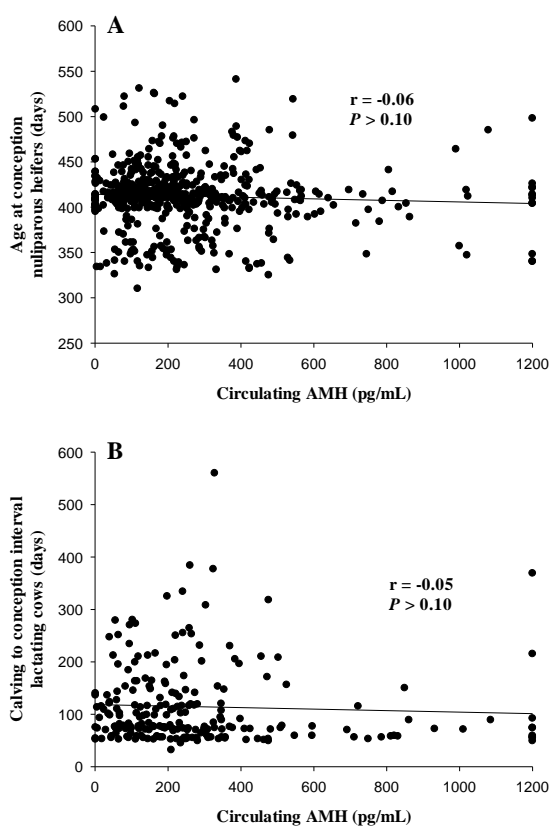 A
600
550
500
450
400
350
300
250
0
200
400
600
800
1000
1200
r = -0.06
P > 0.10
Age at conception
nuliparous heifers (days)
Circulating AMH (pg/mL)
B
600
500
400
300
200
100
0
0
200
400
600
800
1000
1200
r = -0.05
P > 0.10
Calving to conception interval
lactating cows (days)
Circulating AMH (pg/mL)